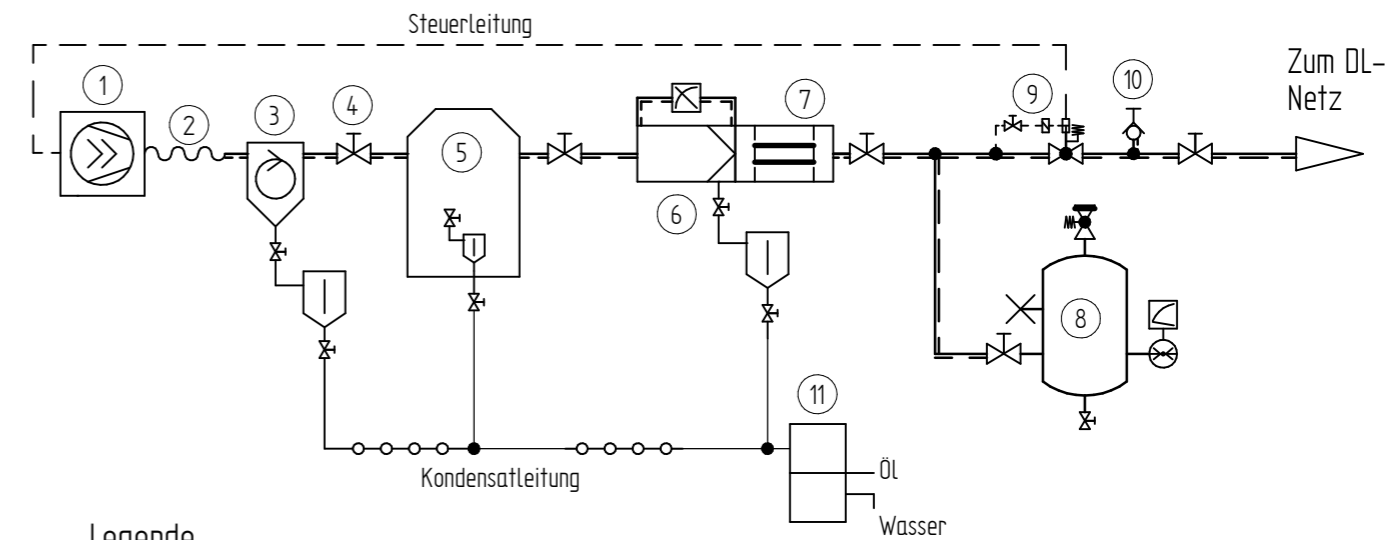 Steuerleitung
Zum DL-
Netz
1
2
3
4
5
6
7
8
9
10
11
Kondensatleitung
Öl
Wasser
Legende